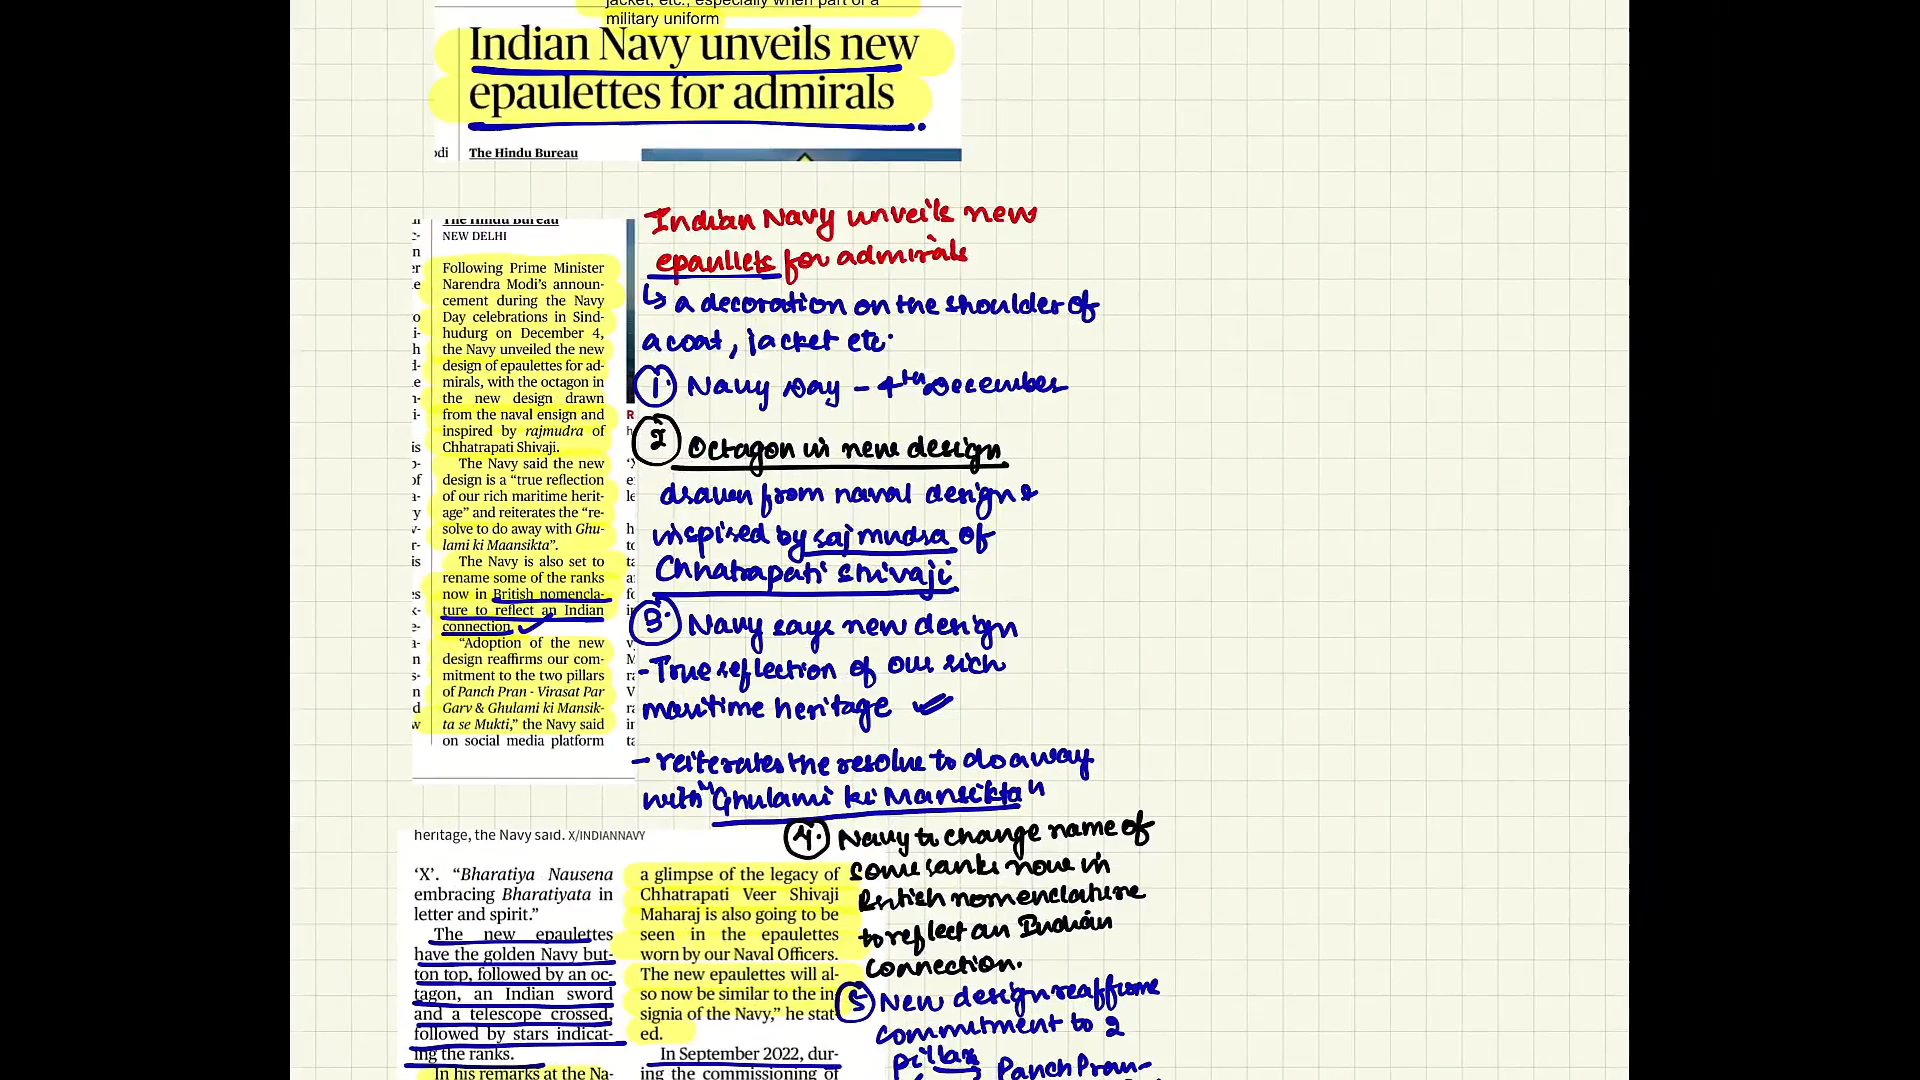 jacket, etc., especially when part of a
military uniform
Indian Navy unveils new
epaulettes for admirals
The Hindu Bureau
The Hindu Bureau
NEW DELHI
Following Prime Minister
Narendra Modi's announ-
cement during the Navy
Day celebrations in Sind-
hudurg on December 4,
the Navy unveiled the new
design of epaulettes for ad-
mirals, with the octagon in
the new design drawn
from the naval ensign and
inspired by rajmudra of
Chhatrapati Shivaji.
The Navy said the new
design is a "true reflection
of our rich maritime herit-
age" and reiterates the "re-
solve to do away with Ghu-
lami ki Maansikta".
The Navy is also set to
rename some of the ranks
now in British nomencla-
ture to reflect an Indian
connection.
"Adoption of the new
design reaffirms our com-
mitment to the two pillars
of Panch Pran - Virasat Par
Garv & Ghulami ki Mansik-
ta se Mukti," the Navy said
on social media platform
Indian Navy unveils new
epaullets for admirals
↳ a decoration on the shoulder of
a coat, jacket etc.
1. Navy Day - 4th December
2 Octagon in new design
drawn from naval design &
inspired by raj mudra of
Chhatrapati Shivaji
3. Navy says new design
- True reflection of our rich
maritime heritage
- reiterates the resolve to do away
with "Ghulami ki Mansikta"
4. Navy to change name of
some ranks now in
British nomenclature
to reflect an Indian
Connection.
5 New design reaffirms
commitment to 2
pillars → Panch Pran-
heritage, the Navy said. X/INDIANNAVY
'X'. "Bharatiya Nausena
embracing Bharatiyata in
letter and spirit."
The new epaulettes
have the golden Navy but-
ton top, followed by an oc-
tagon, an Indian sword
and a telescope crossed,
followed by stars indicat-
ing the ranks.
In his remarks at the Na-
a glimpse of the legacy of
Chhatrapati Veer Shivaji
Maharaj is also going to be
seen in the epaulettes
worn by our Naval Officers.
The new epaulettes will al-
so now be similar to the in-
signia of the Navy," he stat-
ed.
In September 2022, dur-
ing the commissioning of